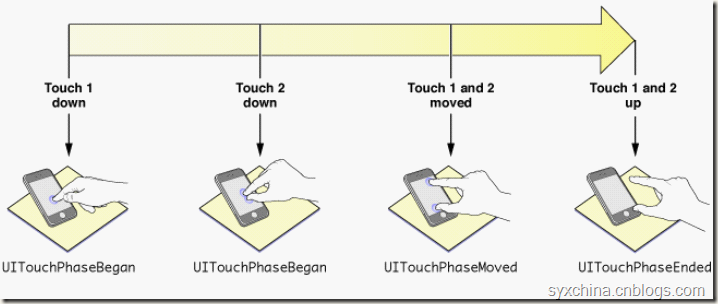 Touch 1
down
Touch 2
down
Touch 1 and 2
moved
Touch 1 and 2
up
UITouchPhaseBegan
UITouchPhaseBegan
UITouchPhaseMoved
UITouchPhaseEnded
syxchina.cnblogs.com